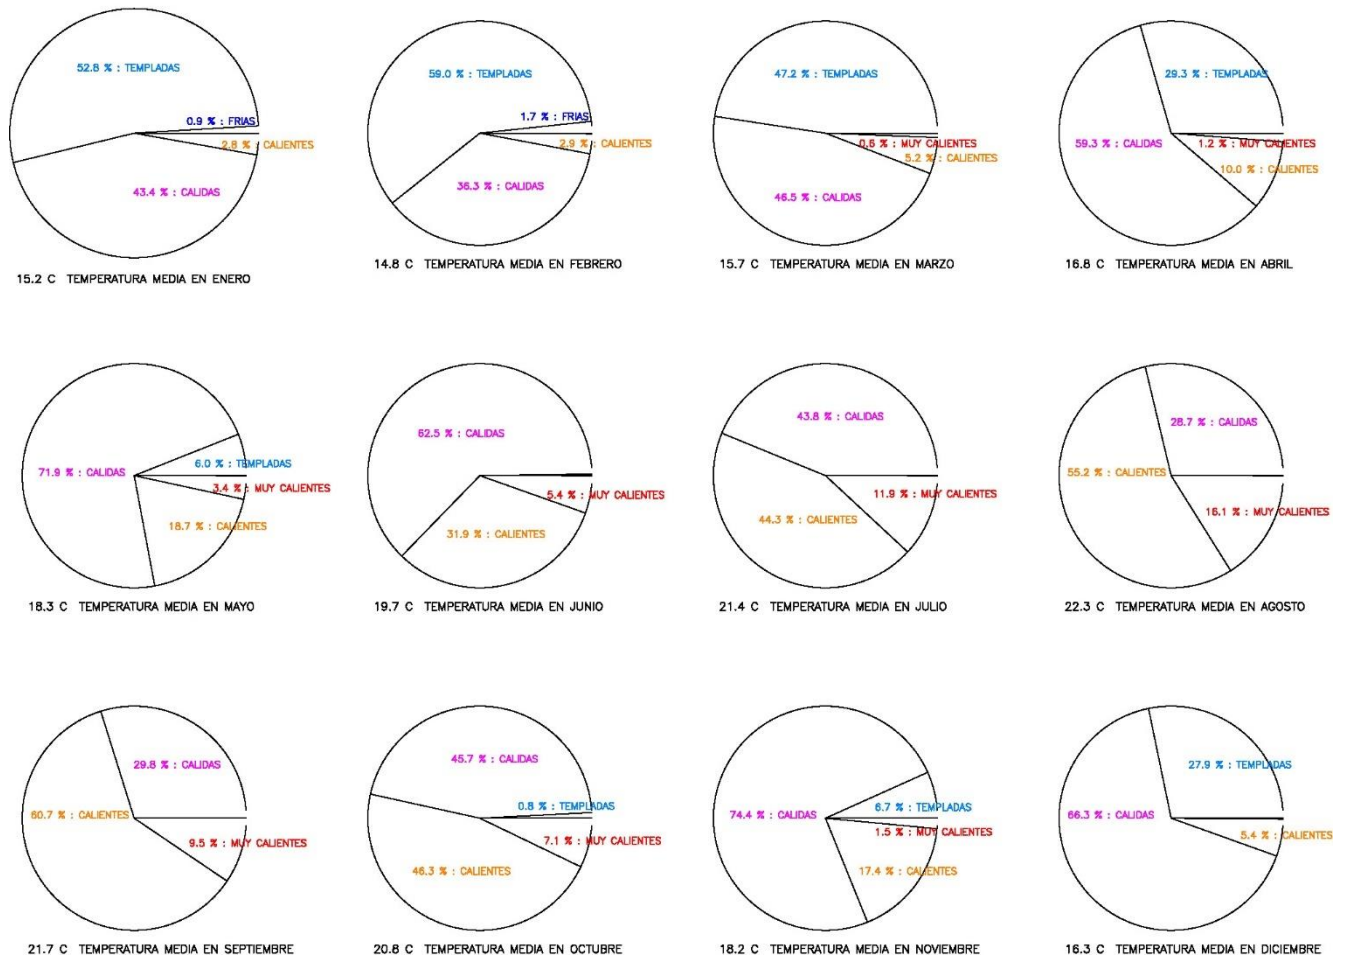 52.8 % : TEMPLADAS
0.9 % : FRIAS
2.8 % : CALIENTES
43.4 % : CALIDAS
15.2 C TEMPERATURA MEDIA EN ENERO
59.0 % : TEMPLADAS
1.7 % : FRIAS
2.9 % : CALIENTES
36.3 % : CALIDAS
14.8 C TEMPERATURA MEDIA EN FEBRERO
47.2 % : TEMPLADAS
0.6 % : MUY CALIENTES
5.2 % : CALIENTES
46.5 % : CALIDAS
15.7 C TEMPERATURA MEDIA EN MARZO
29.3 % : TEMPLADAS
59.3 % : CALIDAS
1.2 % : MUY CALIENTES
10.0 % : CALIENTES
16.8 C TEMPERATURA MEDIA EN ABRIL
71.9 % : CALIDAS
6.0 % : TEMPLADAS
3.4 % : MUY CALIENTES
18.7 % : CALIENTES
18.3 C TEMPERATURA MEDIA EN MAYO
62.5 % : CALIDAS
5.4 % : MUY CALIENTES
31.9 % : CALIENTES
19.7 C TEMPERATURA MEDIA EN JUNIO
43.8 % : CALIDAS
11.9 % : MUY CALIENTES
44.3 % : CALIENTES
21.4 C TEMPERATURA MEDIA EN JULIO
28.7 % : CALIDAS
55.2 % : CALIENTES
16.1 % : MUY CALIENTES
22.3 C TEMPERATURA MEDIA EN AGOSTO
29.8 % : CALIDAS
60.7 % : CALIENTES
9.5 % : MUY CALIENTES
21.7 C TEMPERATURA MEDIA EN SEPTIEMBRE
45.7 % : CALIDAS
0.8 % : TEMPLADAS
7.1 % : MUY CALIENTES
46.3 % : CALIENTES
20.8 C TEMPERATURA MEDIA EN OCTUBRE
74.4 % : CALIDAS
6.7 % : TEMPLADAS
1.5 % : MUY CALIENTES
17.4 % : CALIENTES
18.2 C TEMPERATURA MEDIA EN NOVIEMBRE
27.9 % : TEMPLADAS
66.3 % : CALIDAS
5.4 % : CALIENTES
16.3 C TEMPERATURA MEDIA EN DICIEMBRE